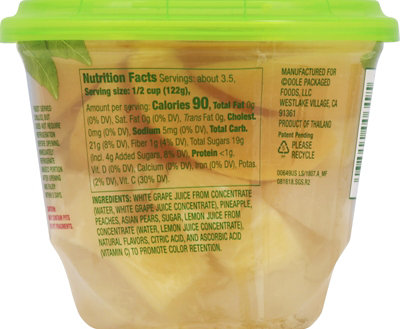 Nutrition Facts Servings: about 3.5,
Serving size: 1/2 cup (122g),
Amount per serving: Calories 90, Total Fat 0g
(0% DV), Sat. Fat 0g (0% DV), Trans Fat 0g, Cholest.
0mg (0% DV), Sodium 5mg (0% DV), Total Carb.
21g (8% DV), Fiber 1g (4% DV), Total Sugars 19g
(Incl. 4g Added Sugars, 8% DV), Protein <1g,
Vit. D (0% DV), Calcium (0% DV), Iron (0% DV), Potas.
(2% DV), Vit. C (30% DV).
INGREDIENTS: WHITE GRAPE JUICE FROM CONCENTRATE
(WATER, WHITE GRAPE JUICE CONCENTRATE), PINEAPPLE,
PEACHES, ASIAN PEARS, SUGAR, LEMON JUICE FROM
CONCENTRATE (WATER, LEMON JUICE CONCENTRATE),
NATURAL FLAVORS, CITRIC ACID, AND ASCORBIC ACID
(VITAMIN C) TO PROMOTE COLOR RETENTION.
MANUFACTURED FOR
©DOLE PACKAGED
FOODS, LLC
WESTLAKE VILLAGE, CA
91361
PRODUCT OF THAILAND
Patent Pending
PLEASE
RECYCLE